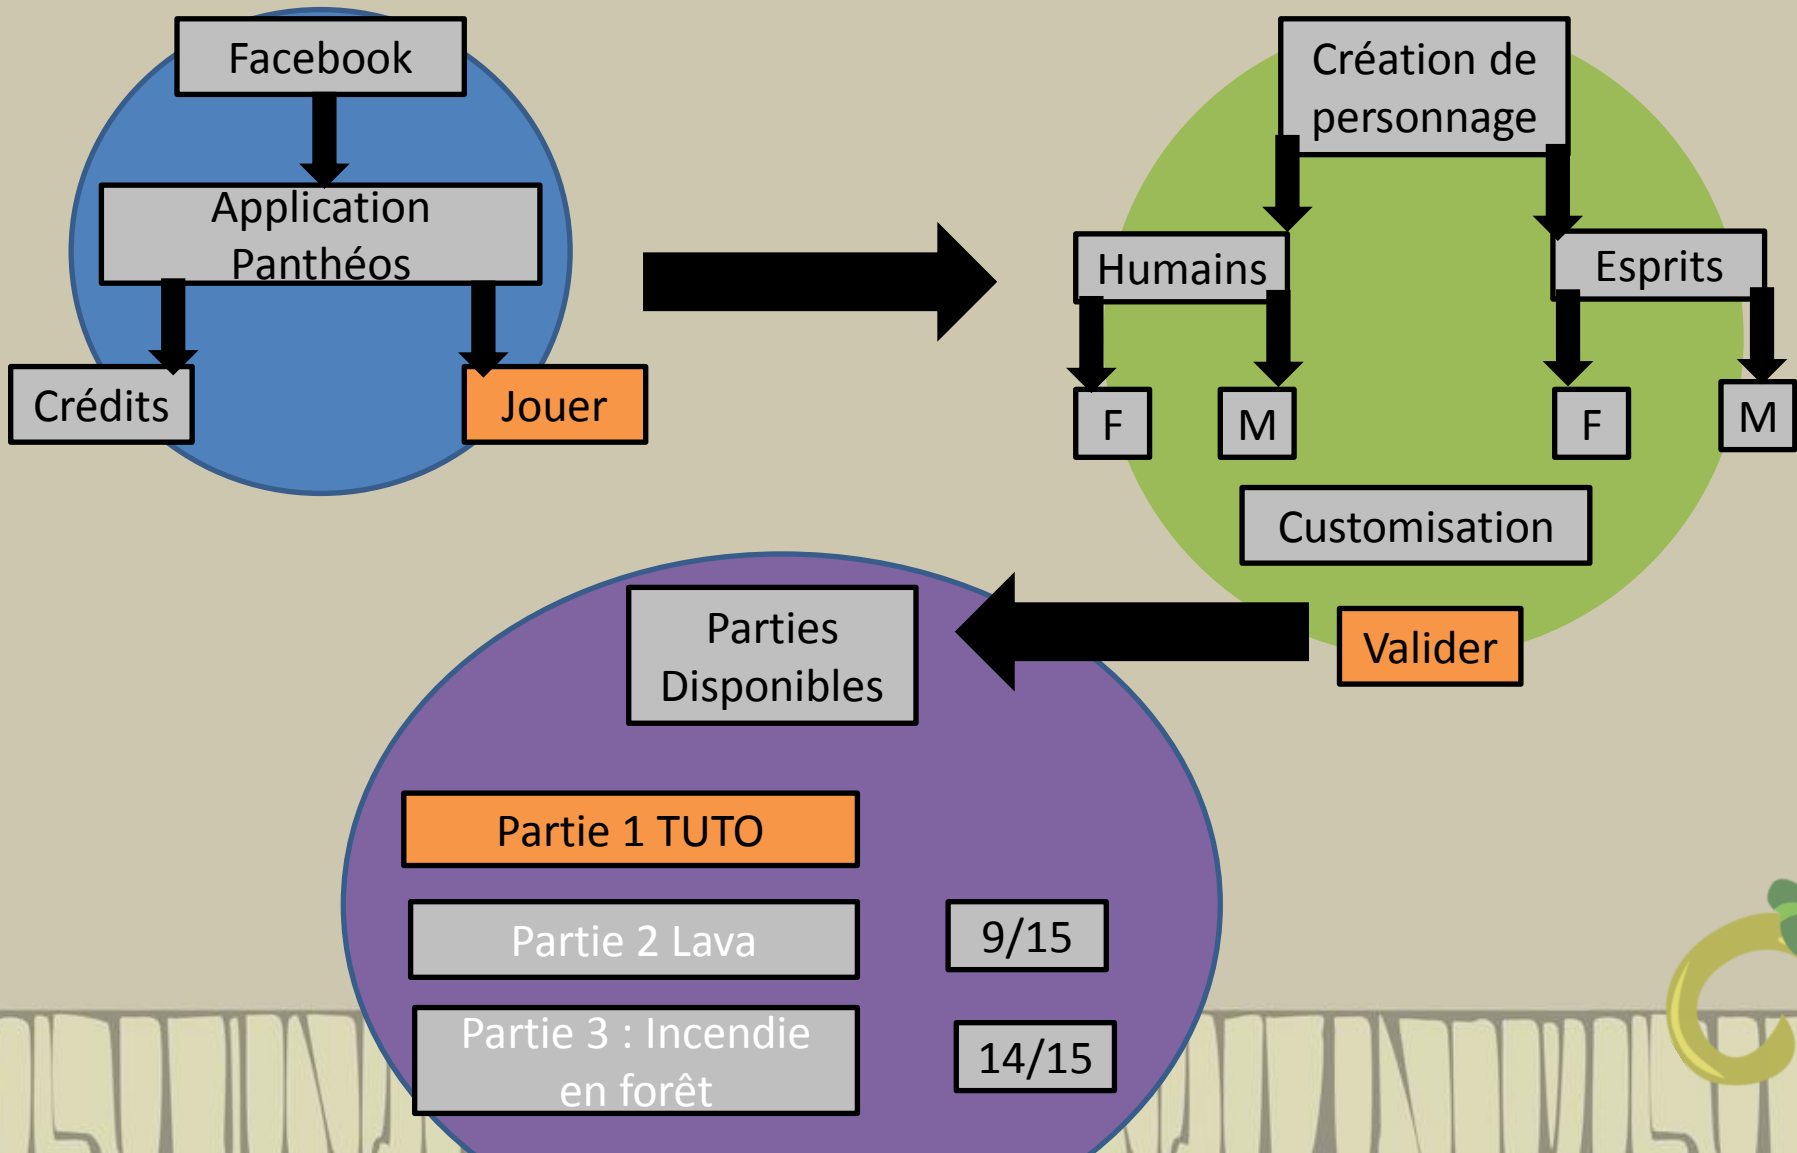 Facebook
Application
Panthéos
Crédits
Jouer
Création de
personnage
Humains
Esprits
F
M
F
M
Customisation
Valider
Parties
Disponibles
Partie 1 TUTO
Partie 2 Lava
9/15
Partie 3 : Incendie
en forêt
14/15